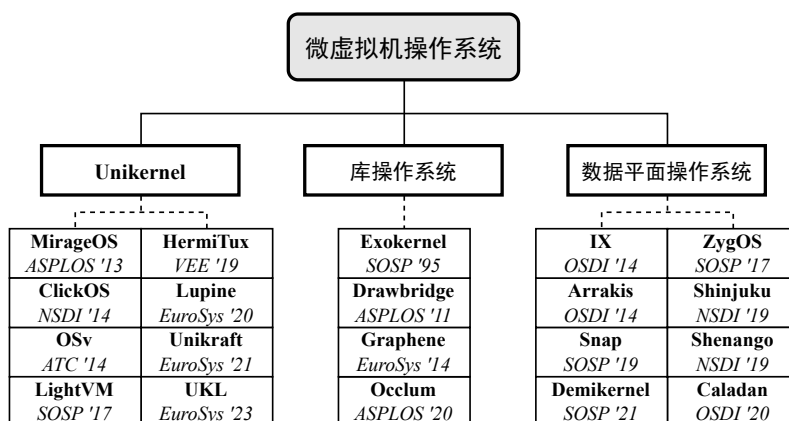 微虚拟机操作系统
Unikernel
库操作系统
数据平面操作系统
MirageOS
ASPLOS '13
HermiTux
VEE '19
ClickOS
NSDI '14
Lupine
EuroSys '20
OSv
ATC '14
Unikraft
EuroSys '21
LightVM
SOSP '17
UKL
EuroSys '23
Exokernel
SOSP '95
Drawbridge
ASPLOS '11
Graphene
EuroSys '14
Occlum
ASPLOS '20
IX
OSDI '14
ZygOS
SOSP '17
Arrakis
OSDI '14
Shinjuku
NSDI '19
Snap
SOSP '19
Shenango
NSDI '19
Demikernel
SOSP '21
Caladan
OSDI '20